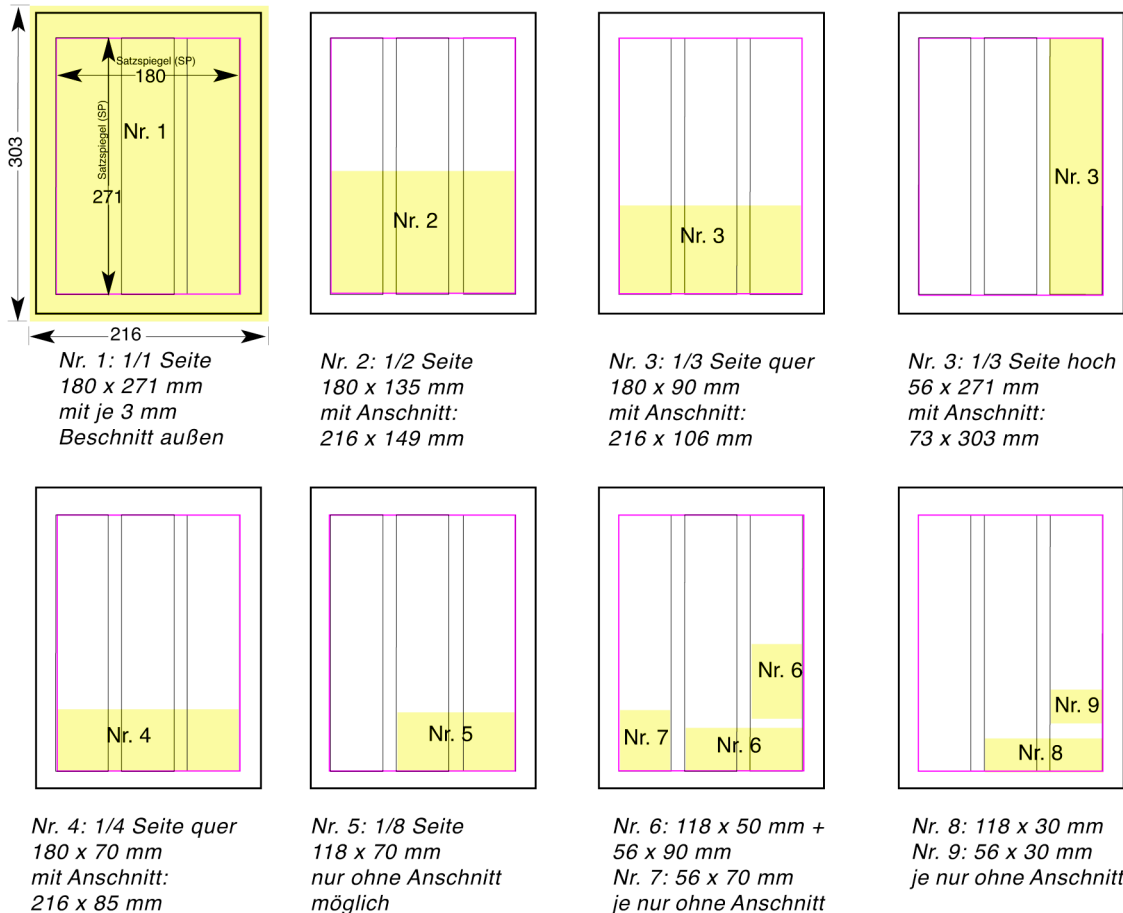 Satzspiegel (SP)
180
Satzspiegel (SP)
271
Nr. 1
303
216
Nr. 2
Nr. 3
Nr. 3
Nr. 1: 1/1 Seite
180 x 271 mm
mit je 3 mm
Beschnitt außen
Nr. 2: 1/2 Seite
180 x 135 mm
mit Anschnitt:
216 x 149 mm
Nr. 3: 1/3 Seite quer
180 x 90 mm
mit Anschnitt:
216 x 106 mm
Nr. 3: 1/3 Seite hoch
56 x 271 mm
mit Anschnitt:
73 x 303 mm
Nr. 4
Nr. 5
Nr. 6
Nr. 7
Nr. 6
Nr. 9
Nr. 8
Nr. 4: 1/4 Seite quer
180 x 70 mm
mit Anschnitt:
216 x 85 mm
Nr. 5: 1/8 Seite
118 x 70 mm
nur ohne Anschnitt
möglich
Nr. 6: 118 x 50 mm +
56 x 90 mm
Nr. 7: 56 x 70 mm
je nur ohne Anschnitt
Nr. 8: 118 x 30 mm
Nr. 9: 56 x 30 mm
je nur ohne Anschnitt